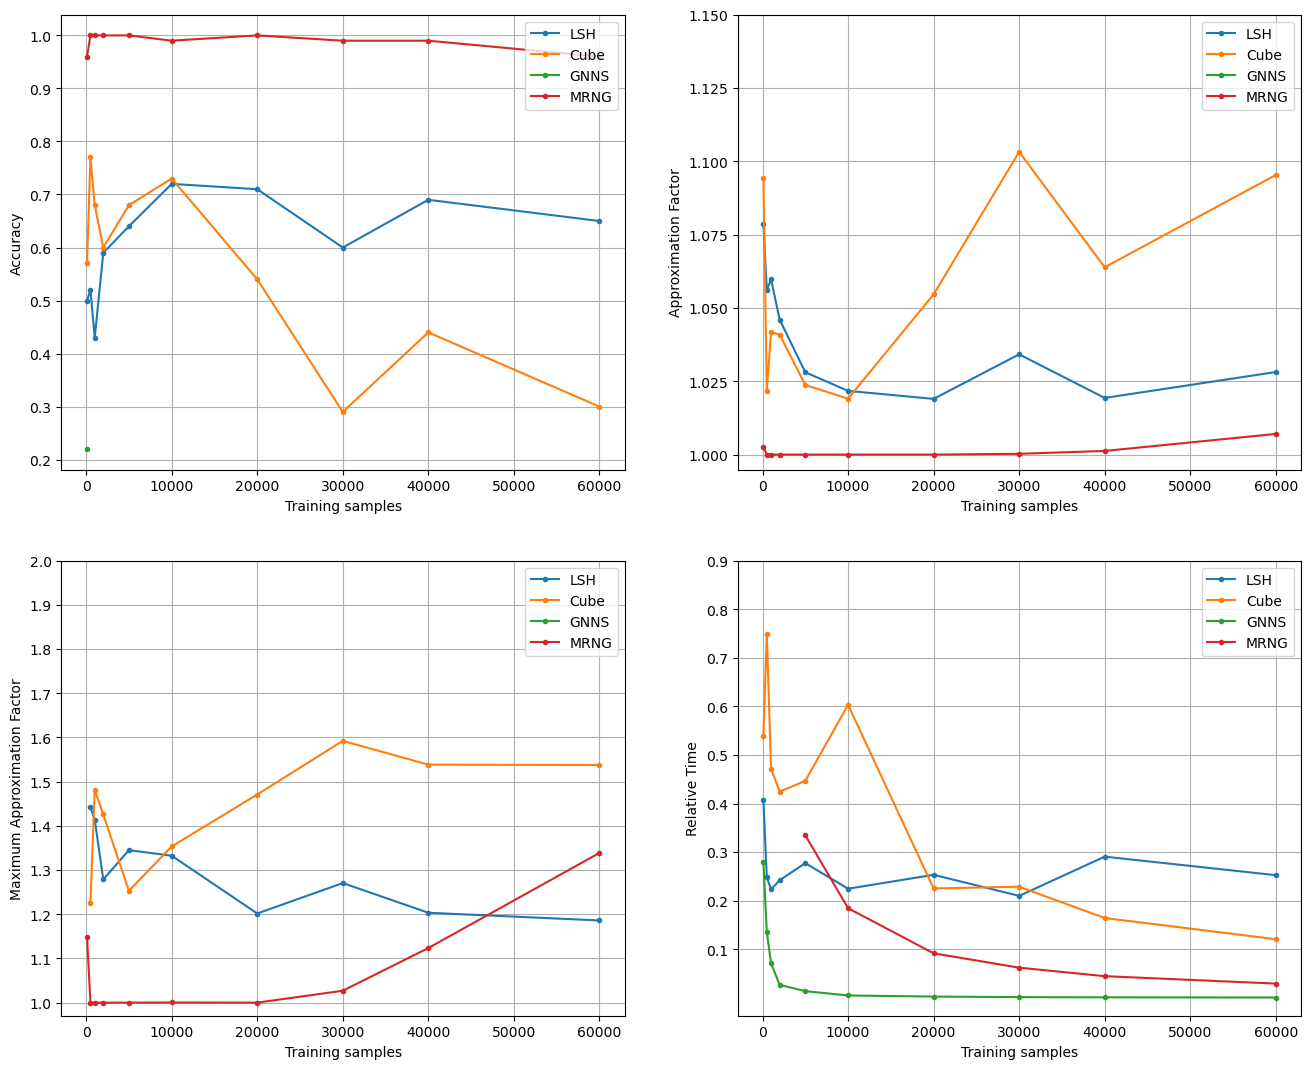 1.0
0.9
0.8
0.7
0.6
0.5
0.4
0.3
0.2
Accuracy
0 10000 20000 30000 40000 50000 60000
Training samples
LSH
Cube
GNNS
MRNG
1.150
1.125
1.100
1.075
1.050
1.025
1.000
Approximation Factor
0 10000 20000 30000 40000 50000 60000
Training samples
LSH
Cube
GNNS
MRNG
2.0
1.9
1.8
1.7
1.6
1.5
1.4
1.3
1.2
1.1
1.0
Maximum Approximation Factor
0 10000 20000 30000 40000 50000 60000
Training samples
LSH
Cube
GNNS
MRNG
0.9
0.8
0.7
0.6
0.5
0.4
0.3
0.2
0.1
Relative Time
0 10000 20000 30000 40000 50000 60000
Training samples
LSH
Cube
GNNS
MRNG